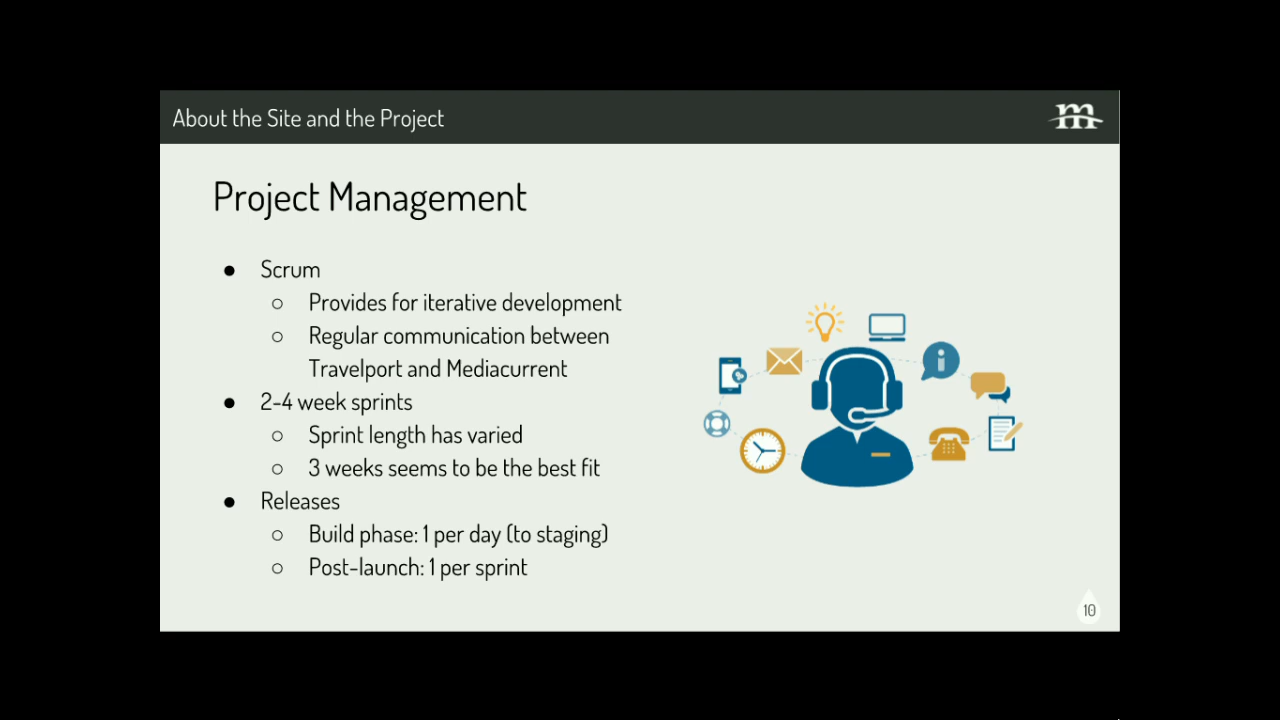 About the Site and the Project
m
Project Management
● Scrum
○ Provides for iterative development
○ Regular communication between
Travelport and Mediacurrent
● 2-4 week sprints
○ Sprint length has varied
○ 3 weeks seems to be the best fit
● Releases
○ Build phase: 1 per day (to staging)
○ Post-launch: 1 per sprint
i
10